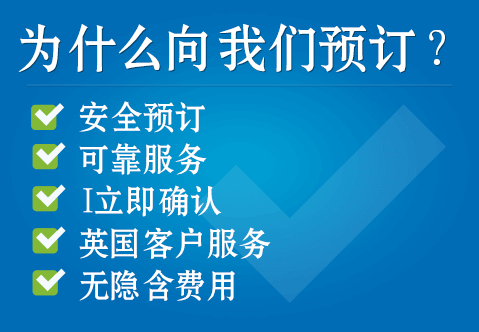 为什么向我们预订？
安全预订
可靠服务
I立即确认
英国客户服务
无隐含费用